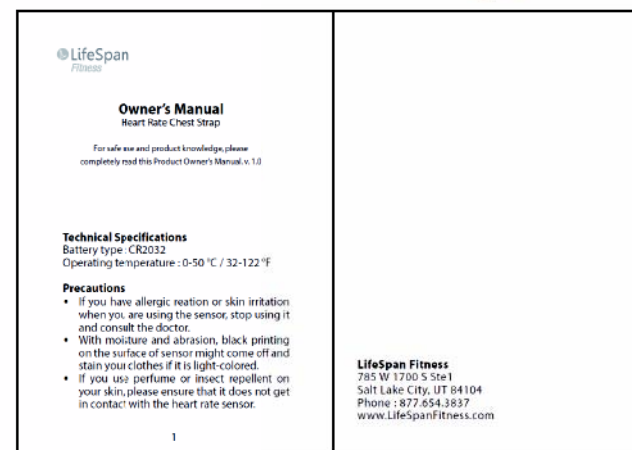 LifeSpan
Fitness
Owner's Manual
Heart Rate Chest Strap
For safe use and product knowledge, please
completely read this Product Owner's Manual. v. 1.0
Technical Specifications
Battery type : CR2032
Operating temperature : 0-50 °C / 32-122 °F
Precautions
• If you have allergic reation or skin irritation
when you are using the sensor, stop using it
and consult the doctor.
• With moisture and abrasion, black printing
on the surface of sensor might come off and
stain your clothes if it is light-colored.
• If you use perfume or insect repellent on
your skin, please ensure that it does not get
in contact with the heart rate sensor.
1
LifeSpan Fitness
785 W 1700 S Ste 1
Salt Lake City, UT 84104
Phone : 877.654.3837
www.LifeSpanFitness.com